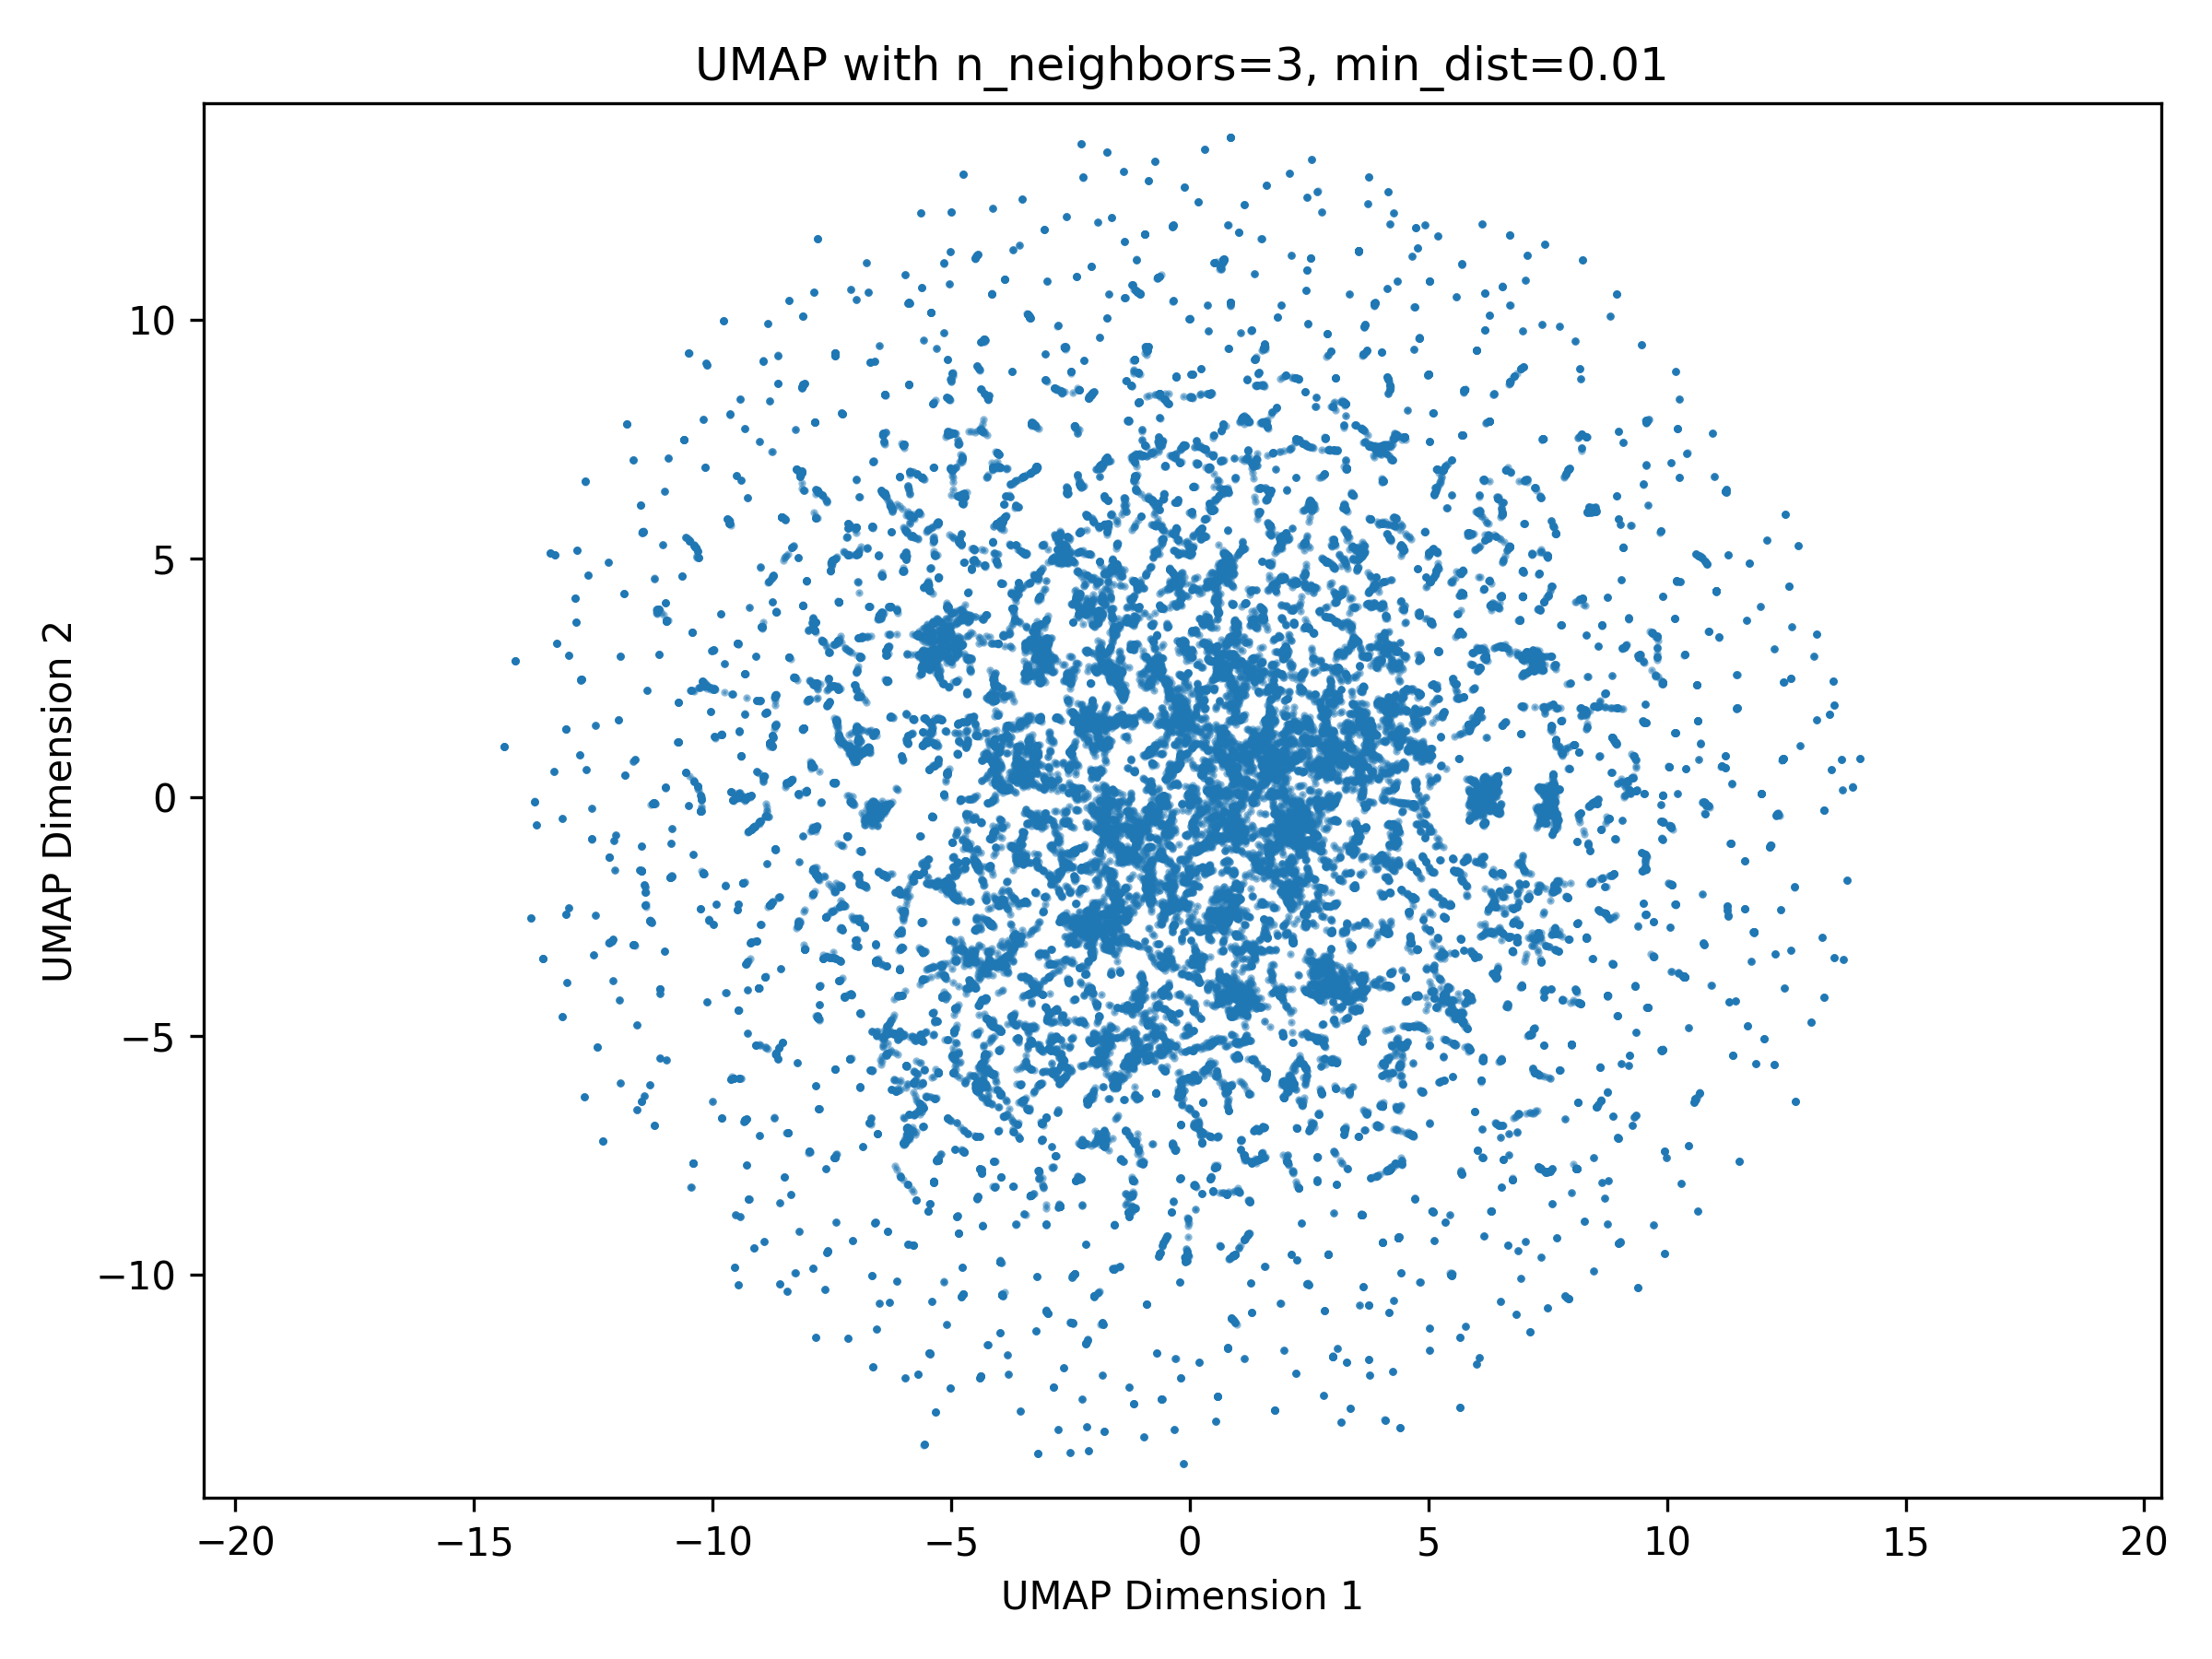 UMAP with n_neighbors=3, min_dist=0.01
10
5
0
−5
−10
UMAP Dimension 2
−20 −15 −10 −5 0 5 10 15 20
UMAP Dimension 1